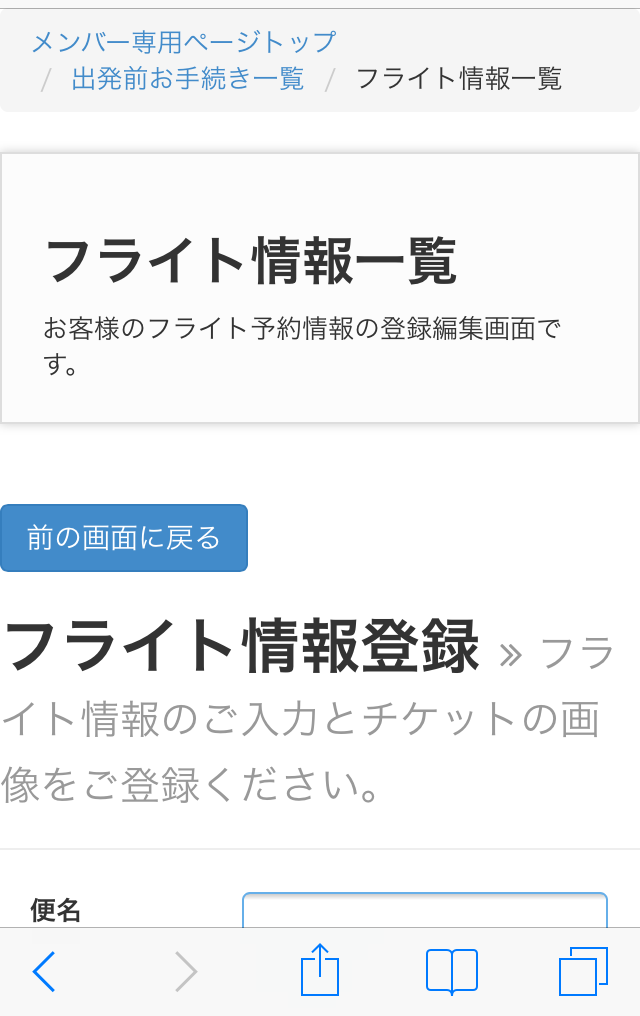 メンバー専用ページトップ
/ 出発前お手続き一覧 / フライト情報一覧
フライト情報一覧
お客様のフライト予約情報の登録編集画面で
す。
前の画面に戻る
フライト情報登録 » フラ
イト情報のご入力とチケットの画
像をご登録ください。
便名